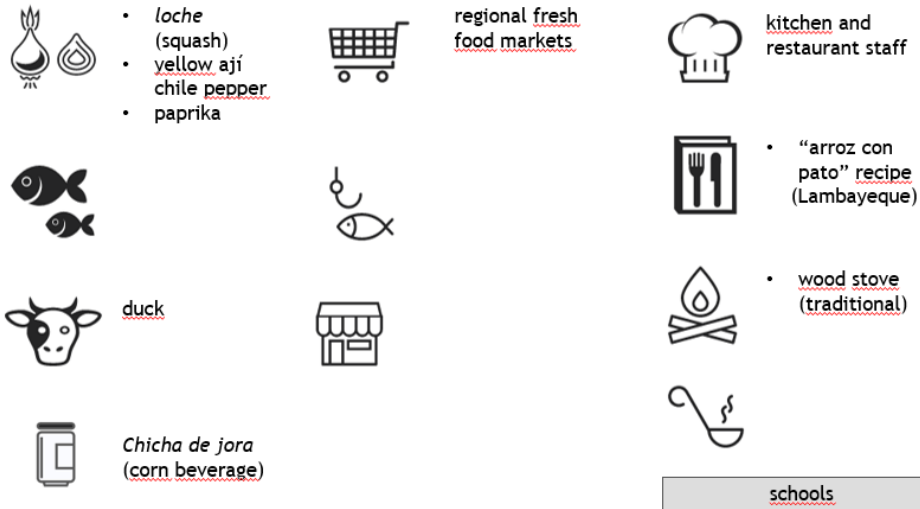 • loche
(squash)
• yellow ají
chile pepper
• paprika
regional fresh
food markets
kitchen and
restaurant staff
• “arroz con
pato” recipe
(Lambayeque)
duck
• wood stove
(traditional)
Chicha de jora
(corn beverage)
schools